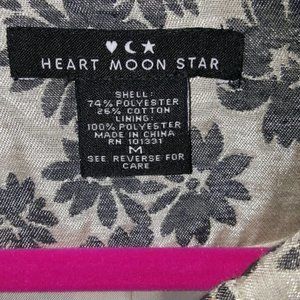 ♥☾★
HEART MOON STAR
SHELL:
74% POLYESTER
26% COTTON
LINING:
100% POLYESTER
MADE IN CHINA
RN 101331
M
SEE REVERSE FOR
CARE